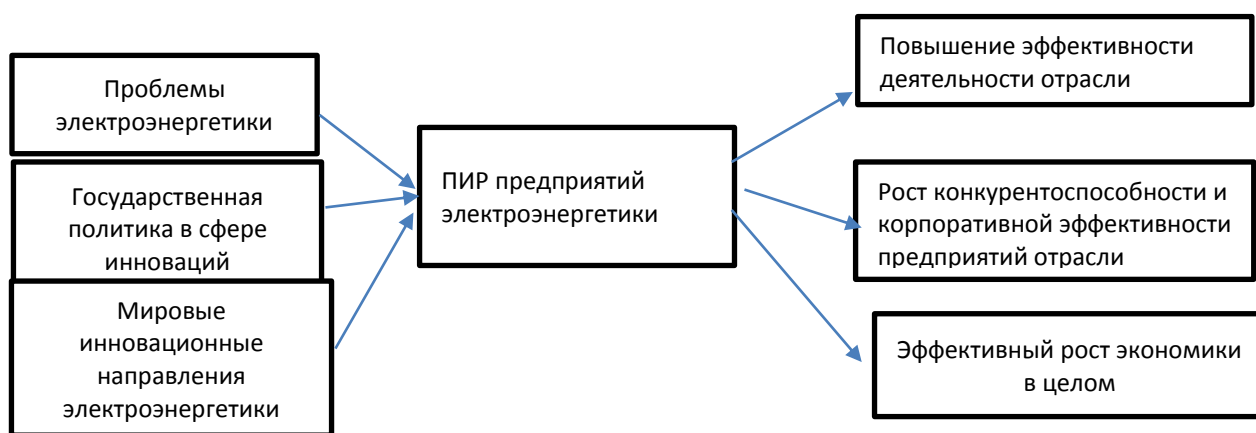 Проблемы
электроэнергетики
Государственная
политика в сфере
инноваций
Мировые
инновационные
направления
электроэнергетики
ПИР предприятий
электроэнергетики
Повышение эффективности
деятельности отрасли
Рост конкурентоспособности и
корпоративной эффективности
предприятий отрасли
Эффективный рост экономики
в целом